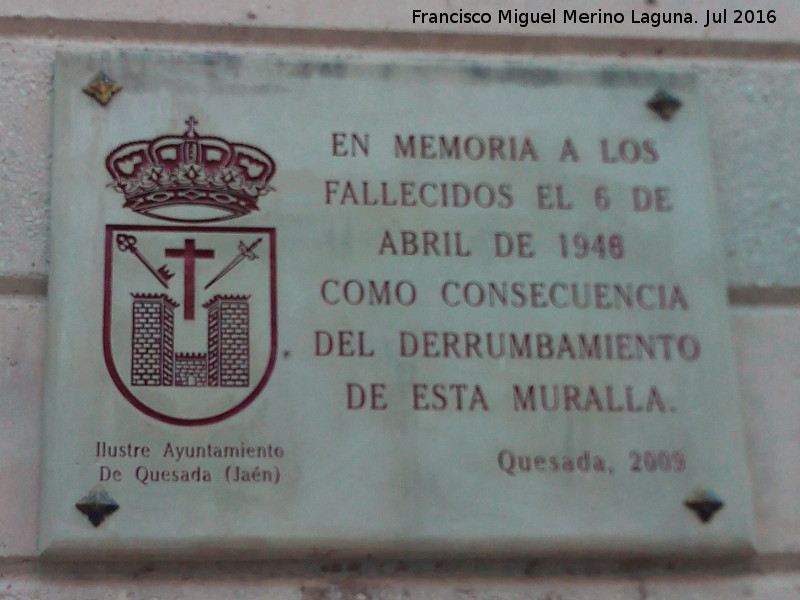 Francisco Miguel Merino Laguna. Jul 2016
EN MEMORIA A LOS
FALLECIDOS EL 6 DE
ABRIL DE 1948
COMO CONSECUENCIA
DEL DERRUMBAMIENTO
DE ESTA MURALLA.
Ilustre Ayuntamiento
De Quesada (Jaén)
Quesada, 2009